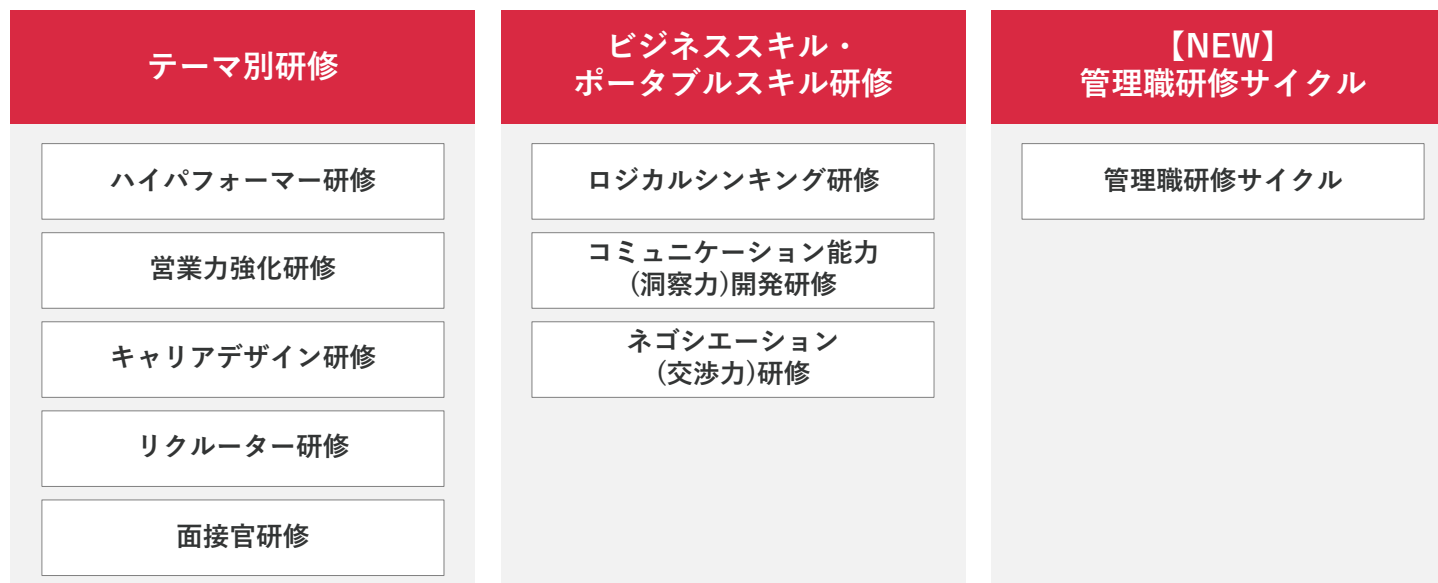 テーマ別研修
ハイパフォーマー研修
営業力強化研修
キャリアデザイン研修
リクルーター研修
面接官研修
ビジネススキル・
ポータブルスキル研修
ロジカルシンキング研修
コミュニケーション能力
(洞察力)開発研修
ネゴシエーション
(交渉力)研修
【NEW】
管理職研修サイクル
管理職研修サイクル